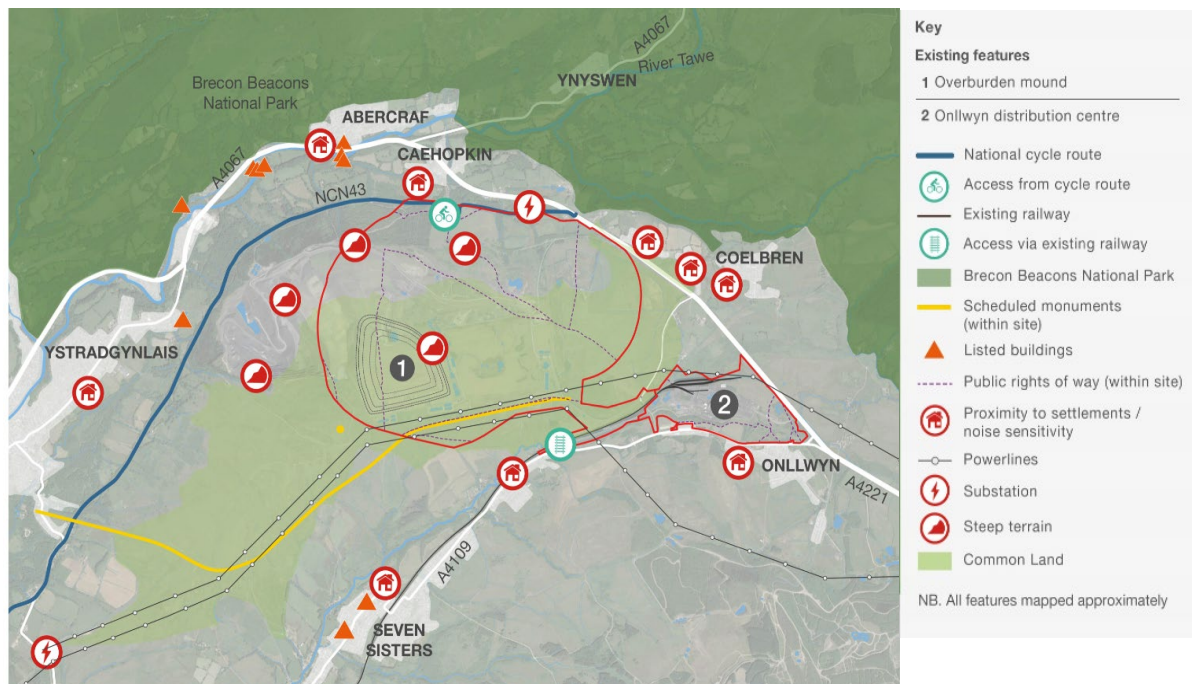 A4067
River Tawe
YNYSWEN
Brecon Beacons
National Park
ABERCRAF
CAEHOPKIN
A4067
NCN43
COELBREN
YSTRADGYNLAIS
1
2
ONLLWYN
A4221
A4109
SEVEN
SISTERS
Key
Existing features
1 Overburden mound
2 Onllwyn distribution centre
National cycle route
Access from cycle route
Existing railway
Access via existing railway
Brecon Beacons National Park
Scheduled monuments
(within site)
Listed buildings
Public rights of way (within site)
Proximity to settlements /
noise sensitivity
Powerlines
Substation
Steep terrain
Common Land
NB. All features mapped approximately